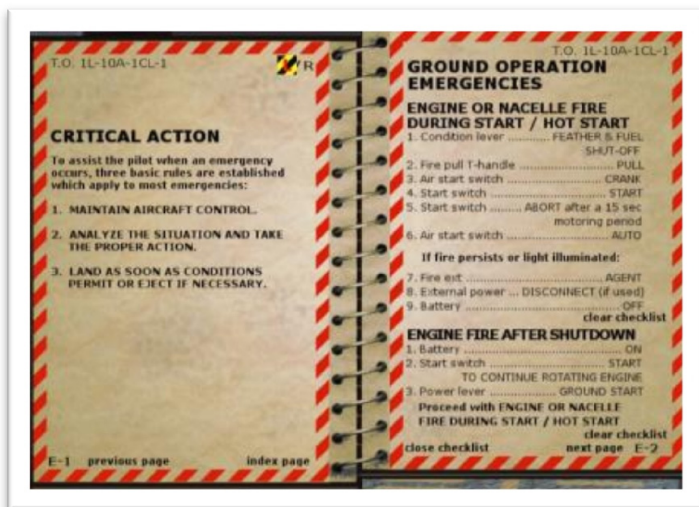 T.O. 1L-10A-1CL-1
R
CRITICAL ACTION
To assist the pilot when an emergency
occurs, three basic rules are established
which apply to most emergencies:
1. MAINTAIN AIRCRAFT CONTROL.
2. ANALYZE THE SITUATION AND TAKE
THE PROPER ACTION.
3. LAND AS SOON AS CONDITIONS
PERMIT OR EJECT IF NECESSARY.
E-1 previous page index page
T.O. 1L-10A-1CL-1
GROUND OPERATION
EMERGENCIES
ENGINE OR NACELLE FIRE
DURING START / HOT START
1. Condition lever ........... FEATHER & FUEL
SHUT-OFF
2. Fire pull T-handle ...................... PULL
3. Air start switch ...................... CRANK
4. Start switch ........................... START
5. Start switch ....... ABORT after a 15 sec
motoring period
6. Air start switch ........................ AUTO
If fire persists or light illuminated:
7. Fire ext ................................ AGENT
8. External power ... DISCONNECT (if used)
9. Battery .................................... OFF
clear checklist
ENGINE FIRE AFTER SHUTDOWN
1. Battery ..................................... ON
2. Start switch ........................... START
TO CONTINUE ROTATING ENGINE
3. Power lever ................ GROUND START
Proceed with ENGINE OR NACELLE
FIRE DURING START / HOT START
clear checklist
close checklist next page E-2